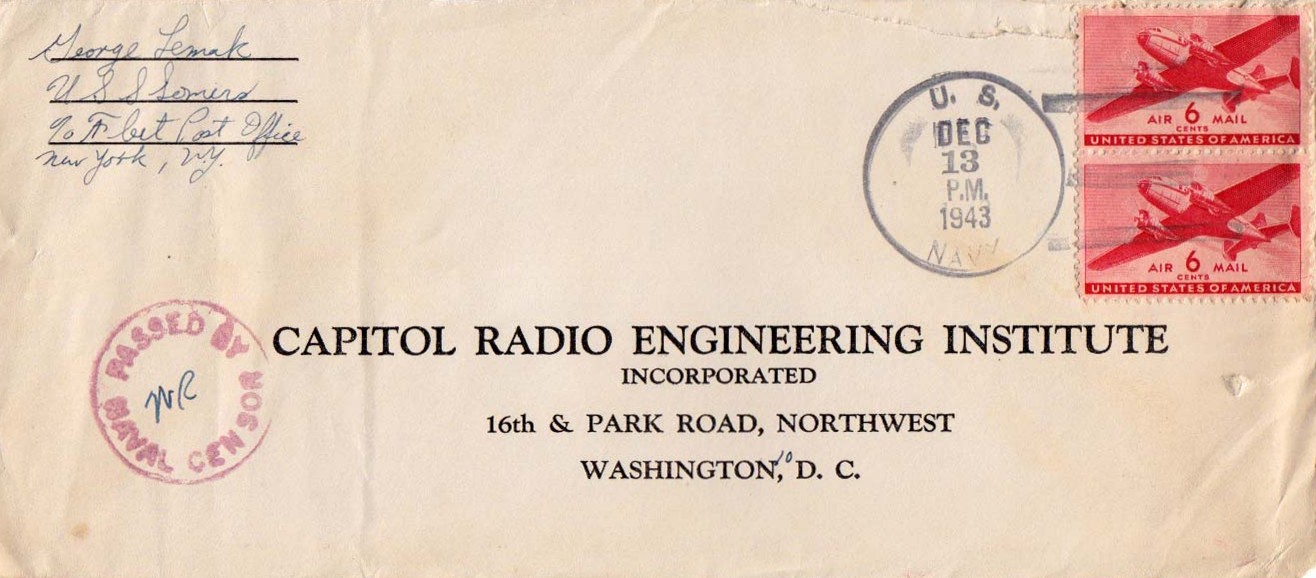 George Lemak
U S S Somers
c/o Fleet Post Office
New York, N.Y.
U. S.
DEC
13
P.M.
1943
NAVY
AIR 6 MAIL
CENTS
UNITED STATES OF AMERICA
AIR 6 MAIL
CENTS
UNITED STATES OF AMERICA
PASSED BY
NAVAL CENSOR
CAPITOL RADIO ENGINEERING INSTITUTE
INCORPORATED
16th & PARK ROAD, NORTHWEST
WASHINGTON, 10 D. C.